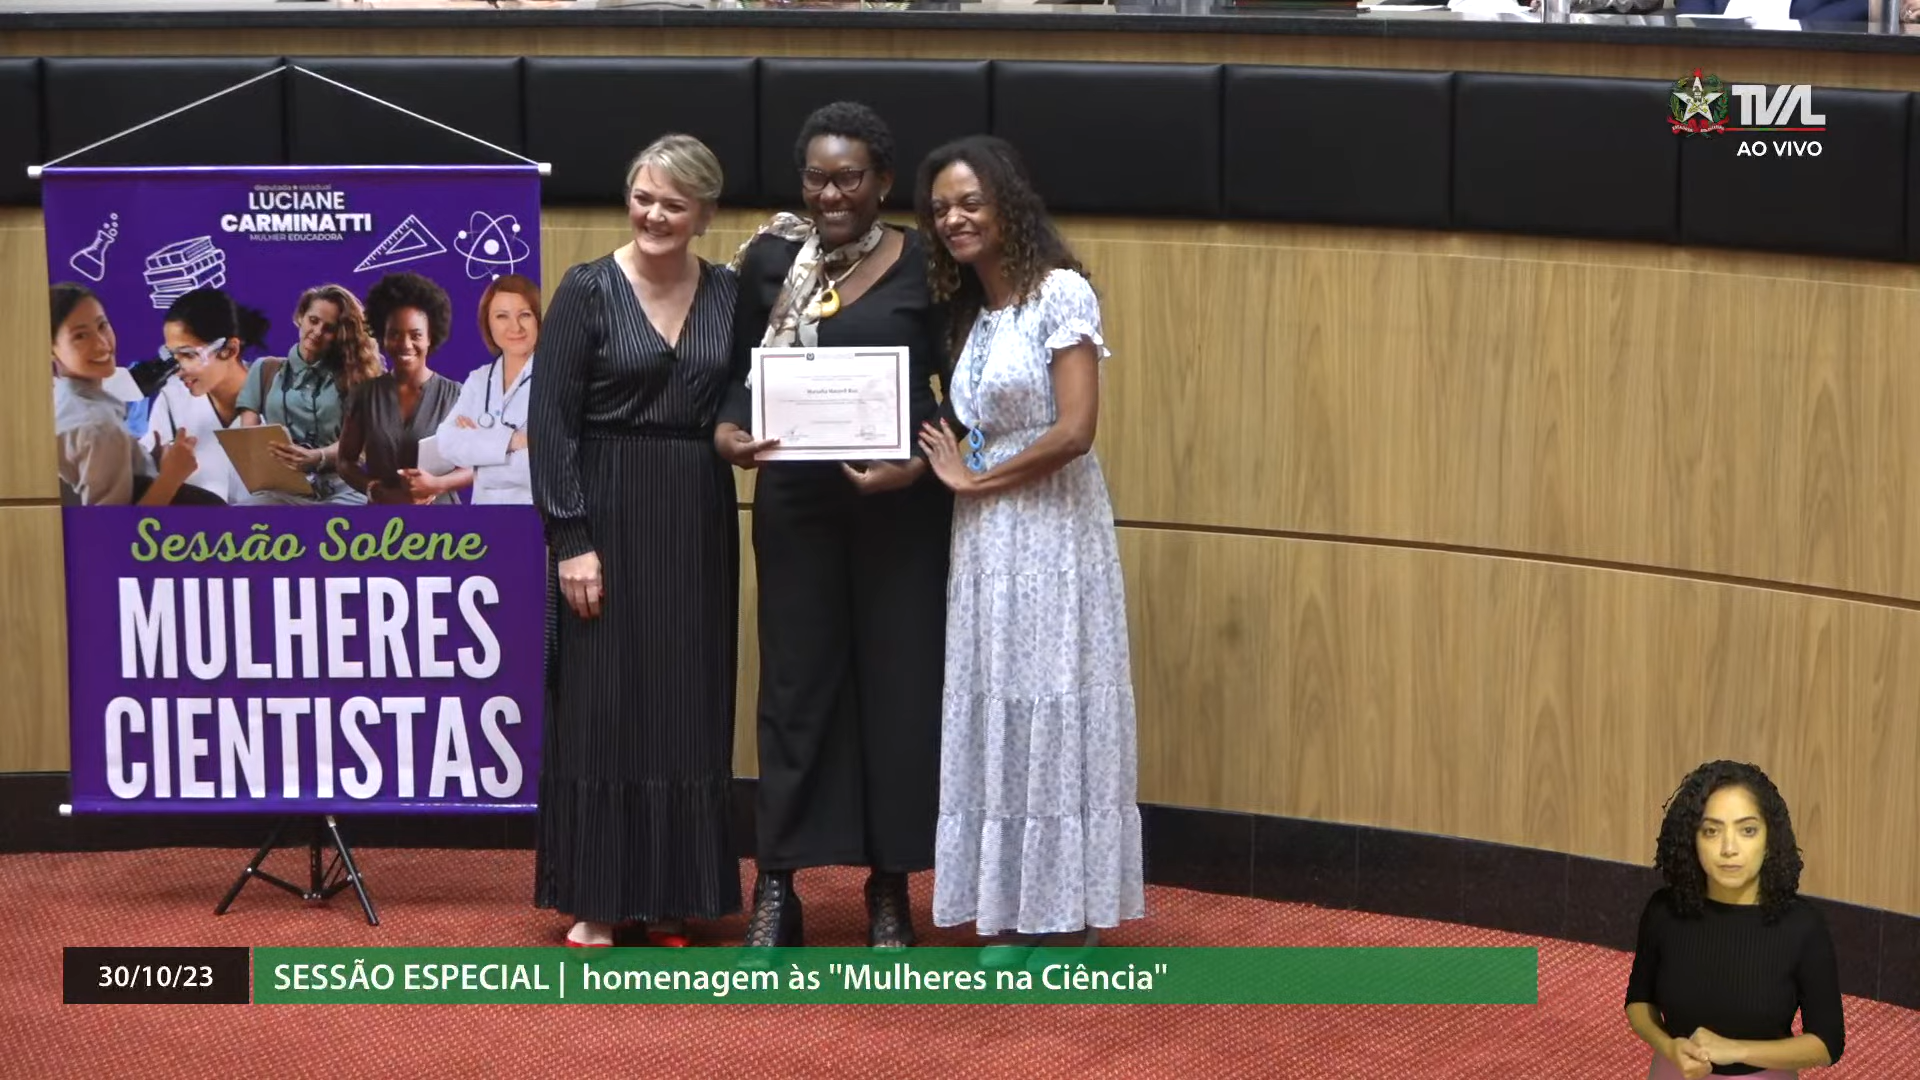 TVAL
AO VIVO
deputada estadual
LUCIANE
CARMINATTI
MULHER EDUCADORA
Sessão Solene
MULHERES
CIENTISTAS
30/10/23
SESSÃO ESPECIAL | homenagem às "Mulheres na Ciência"